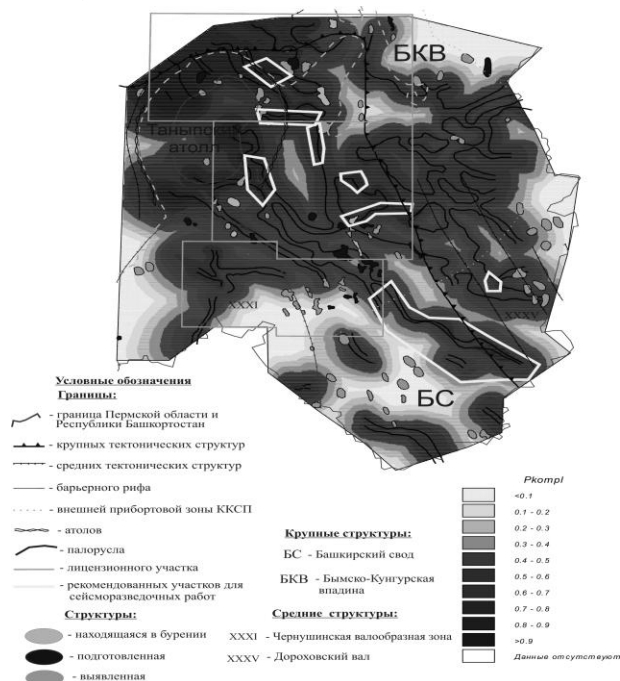 БКВ
Таныпский
атолл
XXXI
XXXV
БС
Условные обозначения
Границы:
- граница Пермской области и
Республики Башкортостан
- крупных тектонических структур
- средних тектонических структур
- барьерного рифа
- внешней прибортовой зоны ККСП
- атолов
- палорусла
- лицензионного участка
- рекомендованных участков для
сейсморазведочных работ
Структуры:
- находящаяся в бурении
- подготовленная
- выявленная
Крупные структуры:
БС - Башкирский свод
БКВ - Бымско-Кунгурская
впадина
Средние структуры:
XXXI - Чернушинская валообразная зона
XXXV - Дороховский вал
Pkompl
<0.1
0.1 - 0.2
0.2 - 0.3
0.3 - 0.4
0.4 - 0.5
0.5 - 0.6
0.6 - 0.7
0.7 - 0.8
0.8 - 0.9
>0.9
Данные отсутствуют